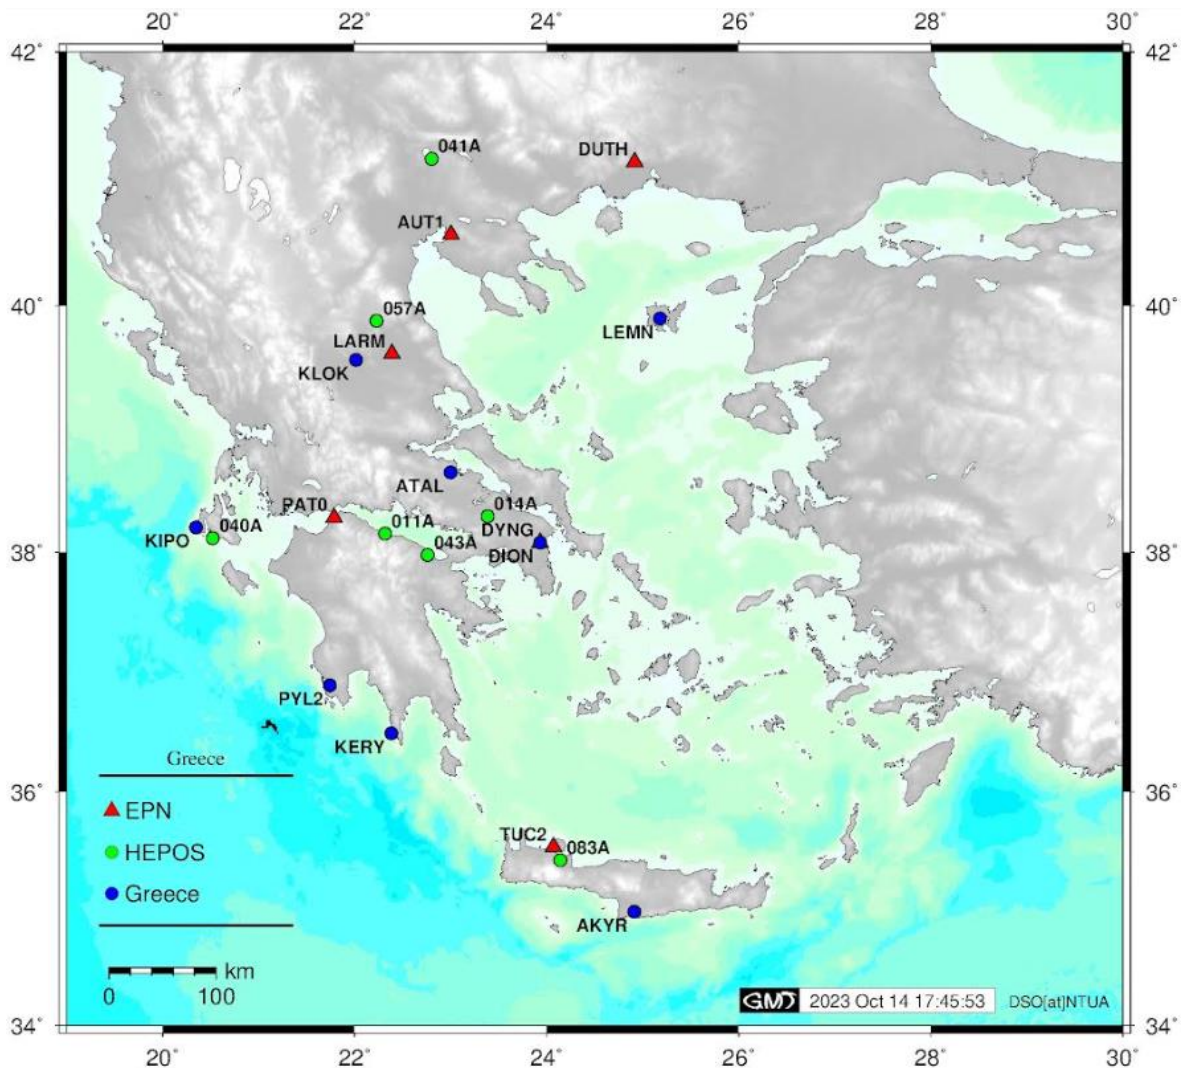 20° 22° 24° 26° 28° 30°
42° 42°
041A
DUTH
AUT1
40° 40°
057A
LEMN
LARM
KLOK
ATAL
014A
PAT0
011A
DYNG
040A
KIPO
043A
38° 38°
DION
PYL2
KERY
Greece
36° 36°
EPN
TUC2
083A
HEPOS
Greece
AKYR
km
0 100
GMT 2023 Oct 14 17:45:53 DSO[at]NTUA
34° 34°
20° 22° 24° 26° 28° 30°